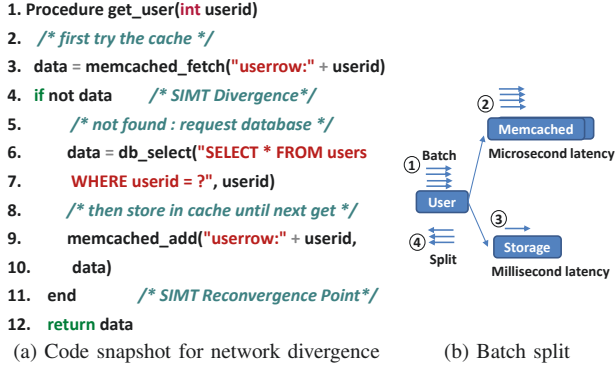 1. Procedure get_user(int userid)
2. /* first try the cache */
3. data = memcached_fetch("userrow:" + userid)
4. if not data /* SIMT Divergence*/
5. /* not found : request database */
6. data = db_select("SELECT * FROM users
7. WHERE userid = ?", userid)
8. /* then store in cache until next get */
9. memcached_add("userrow:" + userid,
10. data)
11. end /* SIMT Reconvergence Point*/
12. return data
(a) Code snapshot for network divergence
2
Memcached
Microsecond latency
1 Batch
User
3
4
Storage
Split
Millisecond latency
(b) Batch split